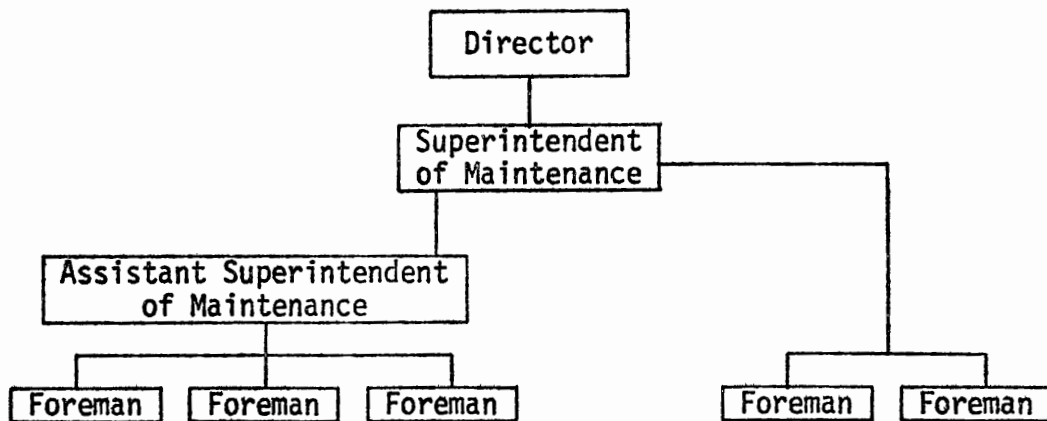 Director
Superintendent
of Maintenance
Assistant Superintendent
of Maintenance
Foreman Foreman Foreman Foreman Foreman